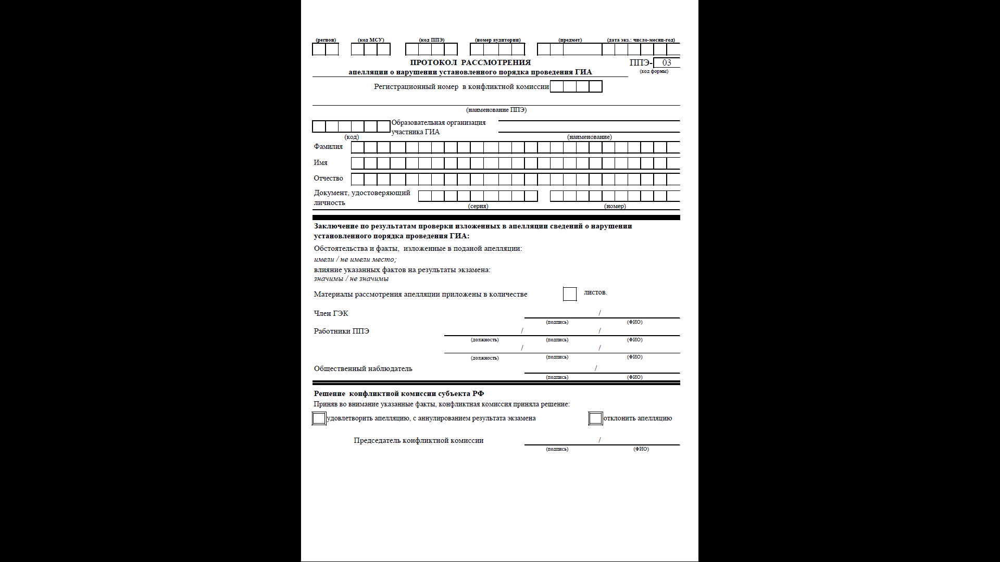 (регион) (код МСУ) (код ППЭ) (номер аудитории) (предмет) (дата экз.: число-месяц-год)
ПРОТОКОЛ РАССМОТРЕНИЯ ППЭ- 03
апелляции о нарушении установленного порядка проведения ГИА (код формы)
Регистрационный номер в конфликтной комиссии
(наименование ППЭ)
Образовательная организация
участника ГИА
(код) (наименование)
Фамилия
Имя
Отчество
Документ, удостоверяющий
личность
(серия) (номер)
Заключение по результатам проверки изложенных в апелляции сведений о нарушении
установленного порядка проведения ГИА:
Обстоятельства и факты, изложенные в поданой апелляции:
имели / не имели место;
влияние указанных фактов на результаты экзамена:
значимы / не значимы
Материалы рассмотрения апелляции приложены в количестве листов.
Член ГЭК /
(подпись) (ФИО)
Работники ППЭ / /
(должность) (подпись) (ФИО)
/ /
(должность) (подпись) (ФИО)
Общественный наблюдатель /
(подпись) (ФИО)
Решение конфликтной комиссии субъекта РФ
Приняв во внимание указанные факты, конфликтная комиссия приняла решение:
удовлетворить апелляцию, с аннулированием результата экзамена отклонить апелляцию
Председатель конфликтной комиссии /
(подпись) (ФИО)